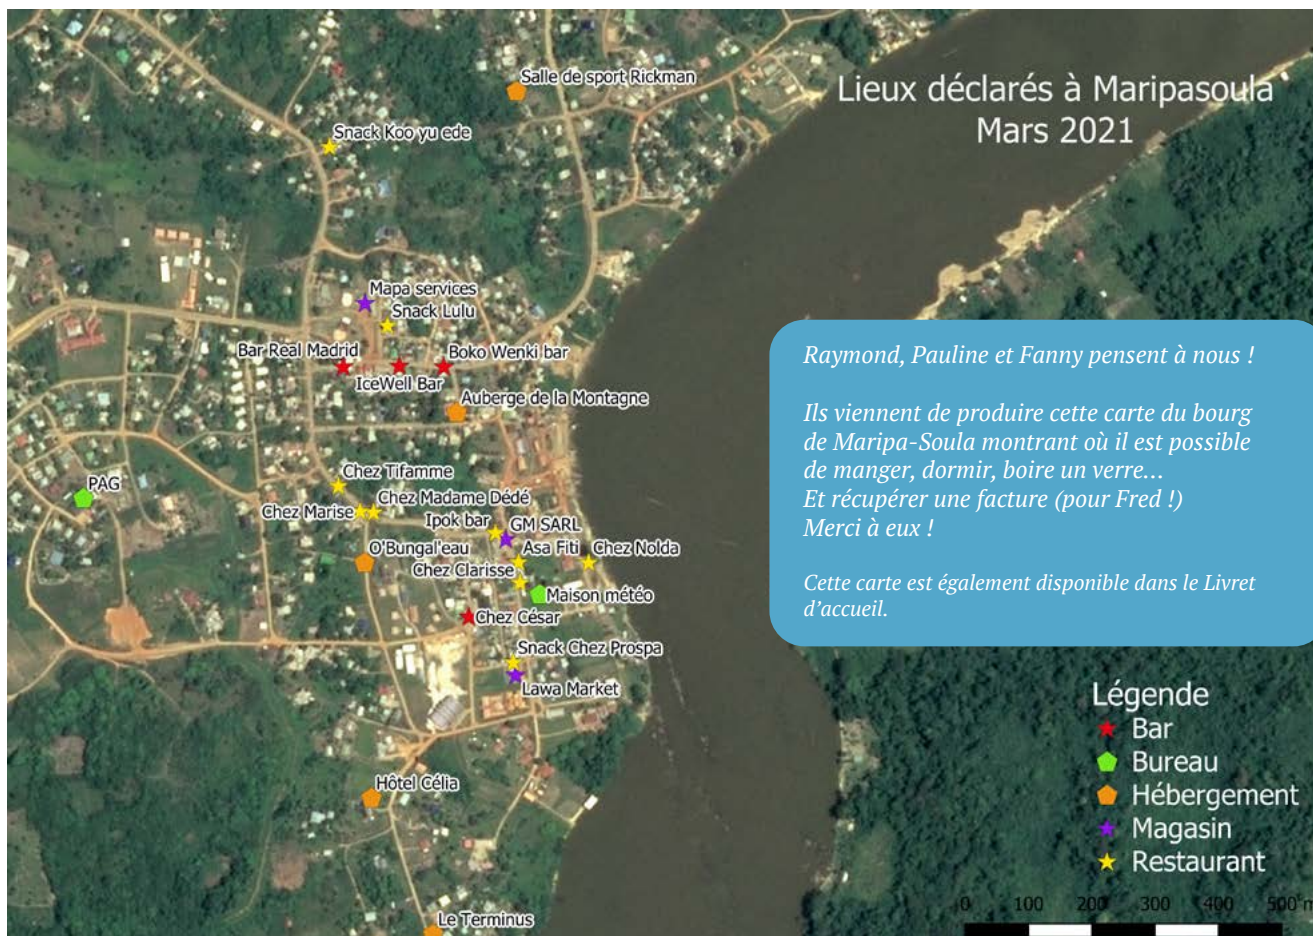 Lieux déclarés à Maripasoula
Mars 2021
Salle de sport Rickman
Snack Koo yu ede
Mapa services
Snack Lulu
Bar Real Madrid
Boko Wenki bar
IceWell Bar
Auberge de la Montagne
Chez Tifamme
PAG
Chez Madame Dédé
Chez Marise
Ipok bar
GM SARL
O'Bungal'eau
Asa Fiti
Chez Nolda
Chez Clarisse
Maison météo
Chez César
Snack Chez Prospa
Lawa Market
Hôtel Célia
Le Terminus
Raymond, Pauline et Fanny pensent à nous !
Ils viennent de produire cette carte du bourg
de Maripa-Soula montrant où il est possible
de manger, dormir, boire un verre...
Et récupérer une facture (pour Fred !)
Merci à eux !
Cette carte est également disponible dans le Livret
d'accueil.
Légende
Bar
Bureau
Hébergement
Magasin
Restaurant
0 100 200 300 400 500 m